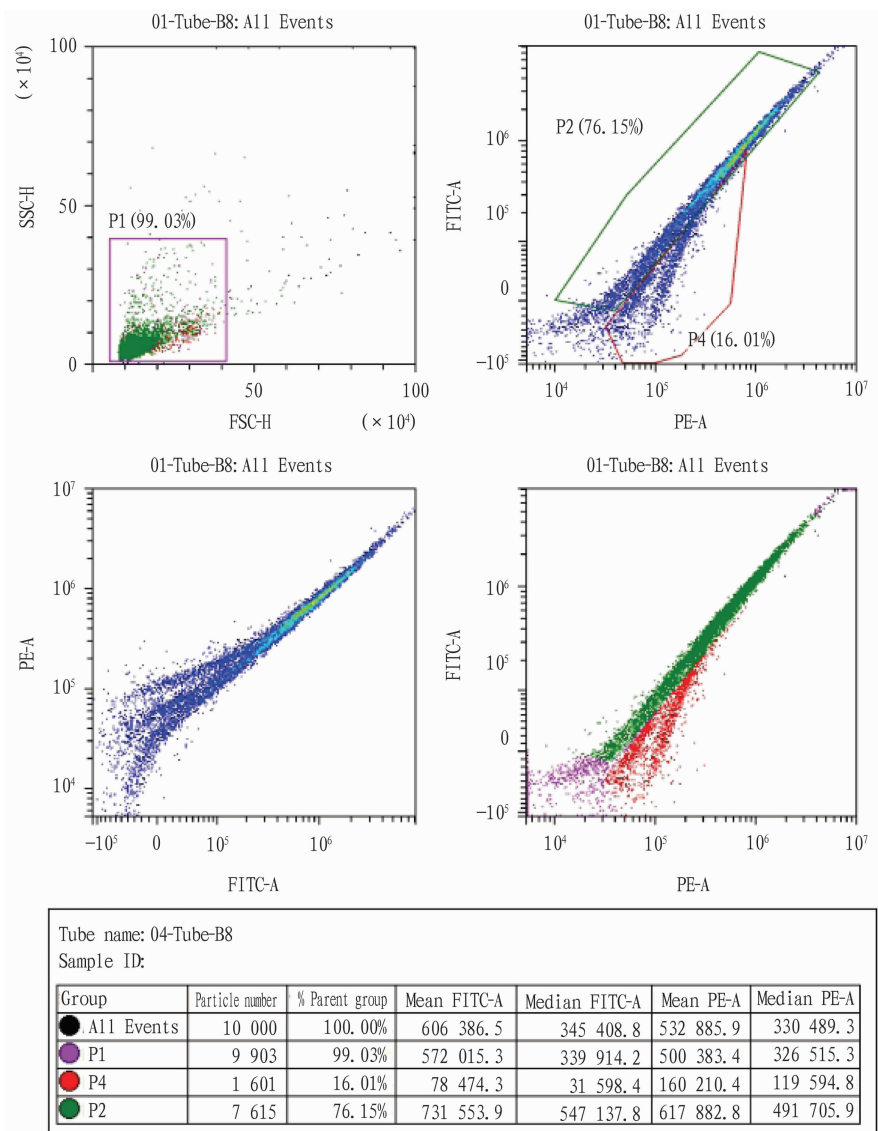 01-Tube-B8: All Events
100
50
0
50
100
(×10⁴)
SSC-H
P1(99.03%)
FSC-H
(×10⁴)
01-Tube-B8: All Events
10⁶
10⁵
0
−10⁵
10⁴
10⁵
10⁶
10⁷
FITC-A
P2(76.15%)
P4(16.01%)
PE-A
01-Tube-B8: All Events
10⁷
10⁶
10⁵
10⁴
−10⁵
0
10⁵
10⁶
PE-A
FITC-A
01-Tube-B8: All Events
10⁶
10⁵
0
−10⁵
10⁴
10⁵
10⁶
10⁷
FITC-A
PE-A
Tube name: 04-Tube-B8
Sample ID:
Group Particle number % Parent group Mean FITC-A Median FITC-A Mean PE-A Median PE-A
All Events 10 000 100.00% 606 386.5 345 408.8 532 885.9 330 489.3
P1 9 903 99.03% 572 015.3 339 914.2 500 383.4 326 515.3
P4 1 601 16.01% 78 474.3 31 598.4 160 210.4 119 594.8
P2 7 615 76.15% 731 553.9 547 137.8 617 882.8 491 705.9